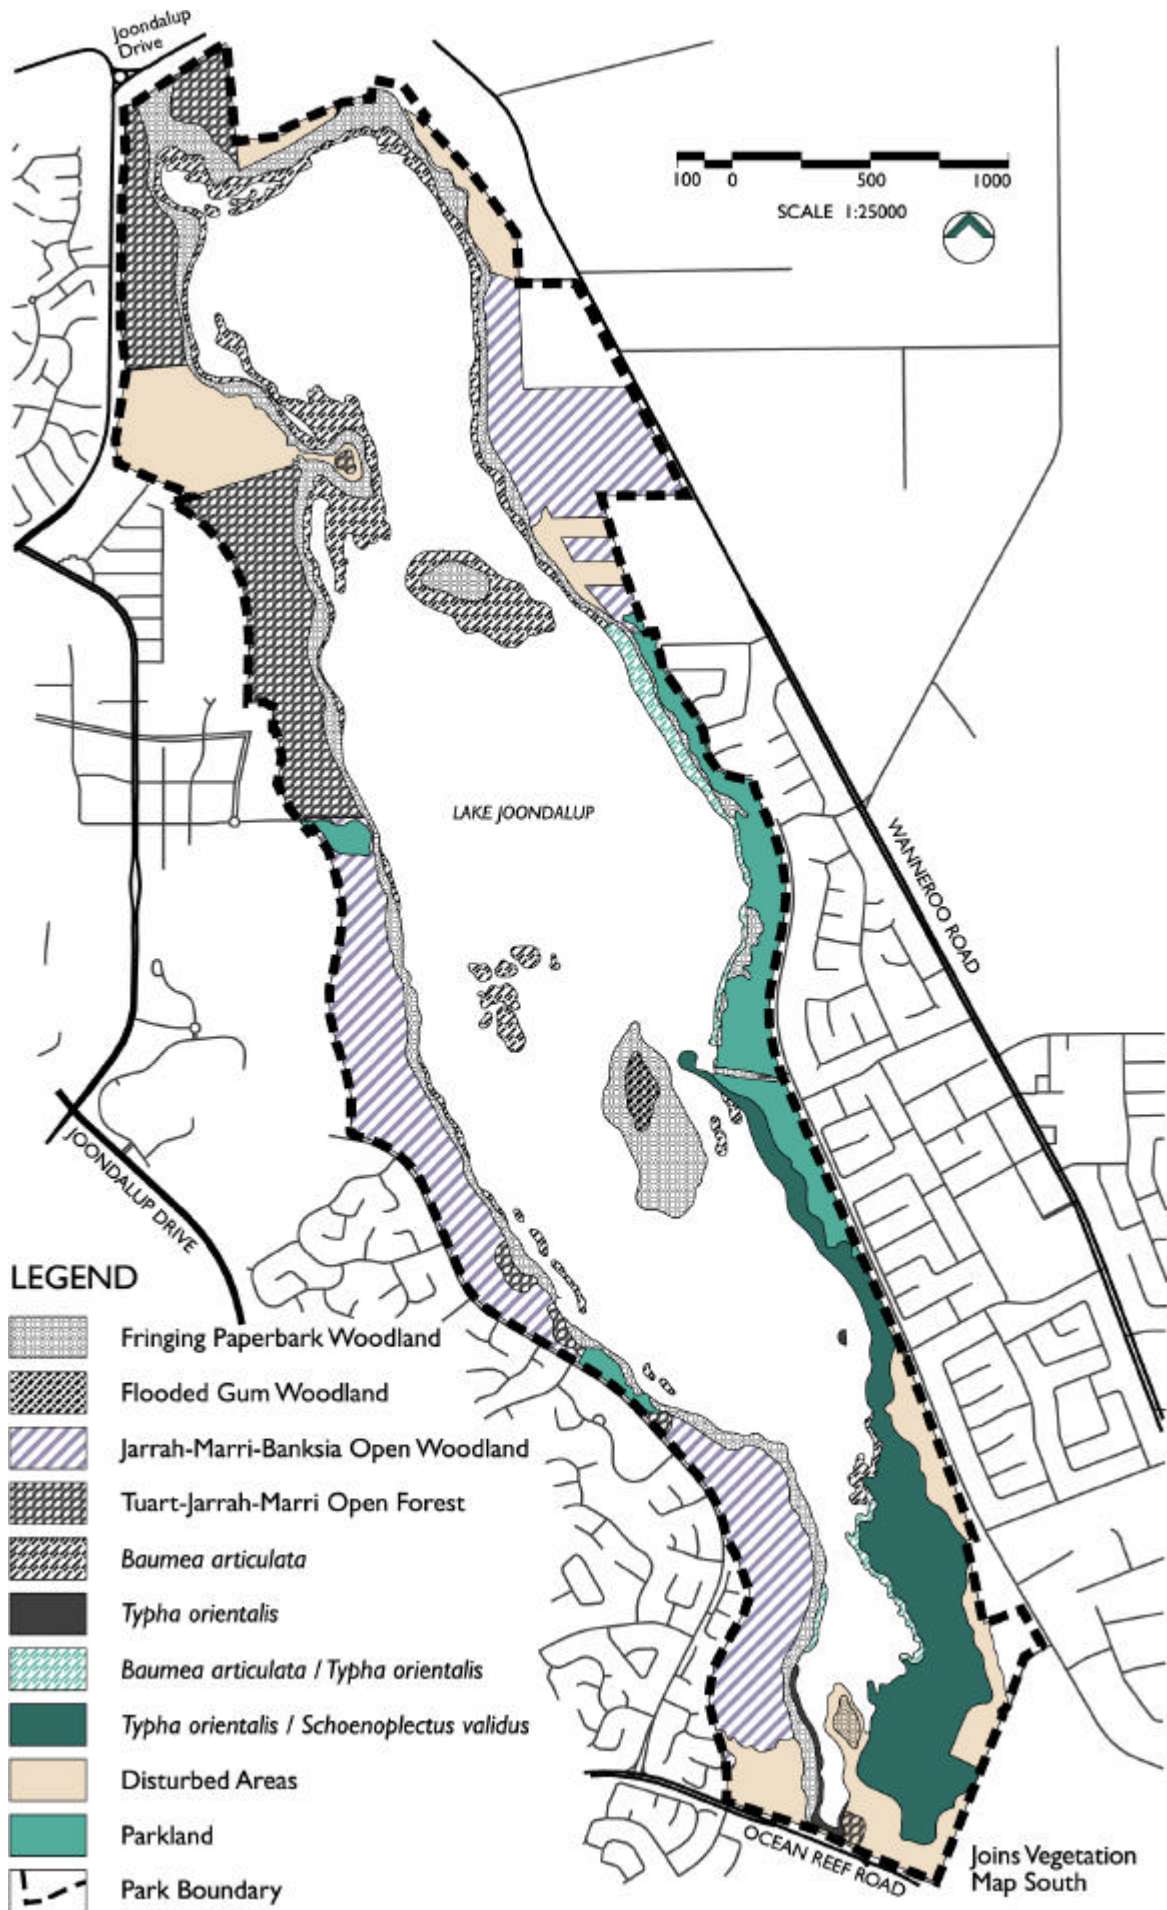 Joondalup
Drive
100 0 500 1000
SCALE 1:25000
LAKE JOONDALUP
WANNEROO ROAD
JOONDALUP DRIVE
LEGEND
Fringing Paperbark Woodland
Flooded Gum Woodland
Jarrah-Marri-Banksia Open Woodland
Tuart-Jarrah-Marri Open Forest
Baumea articulata
Typha orientalis
Baumea articulata / Typha orientalis
Typha orientalis / Schoenoplectus validus
Disturbed Areas
Parkland
Park Boundary
OCEAN REEF ROAD
Joins Vegetation
Map South